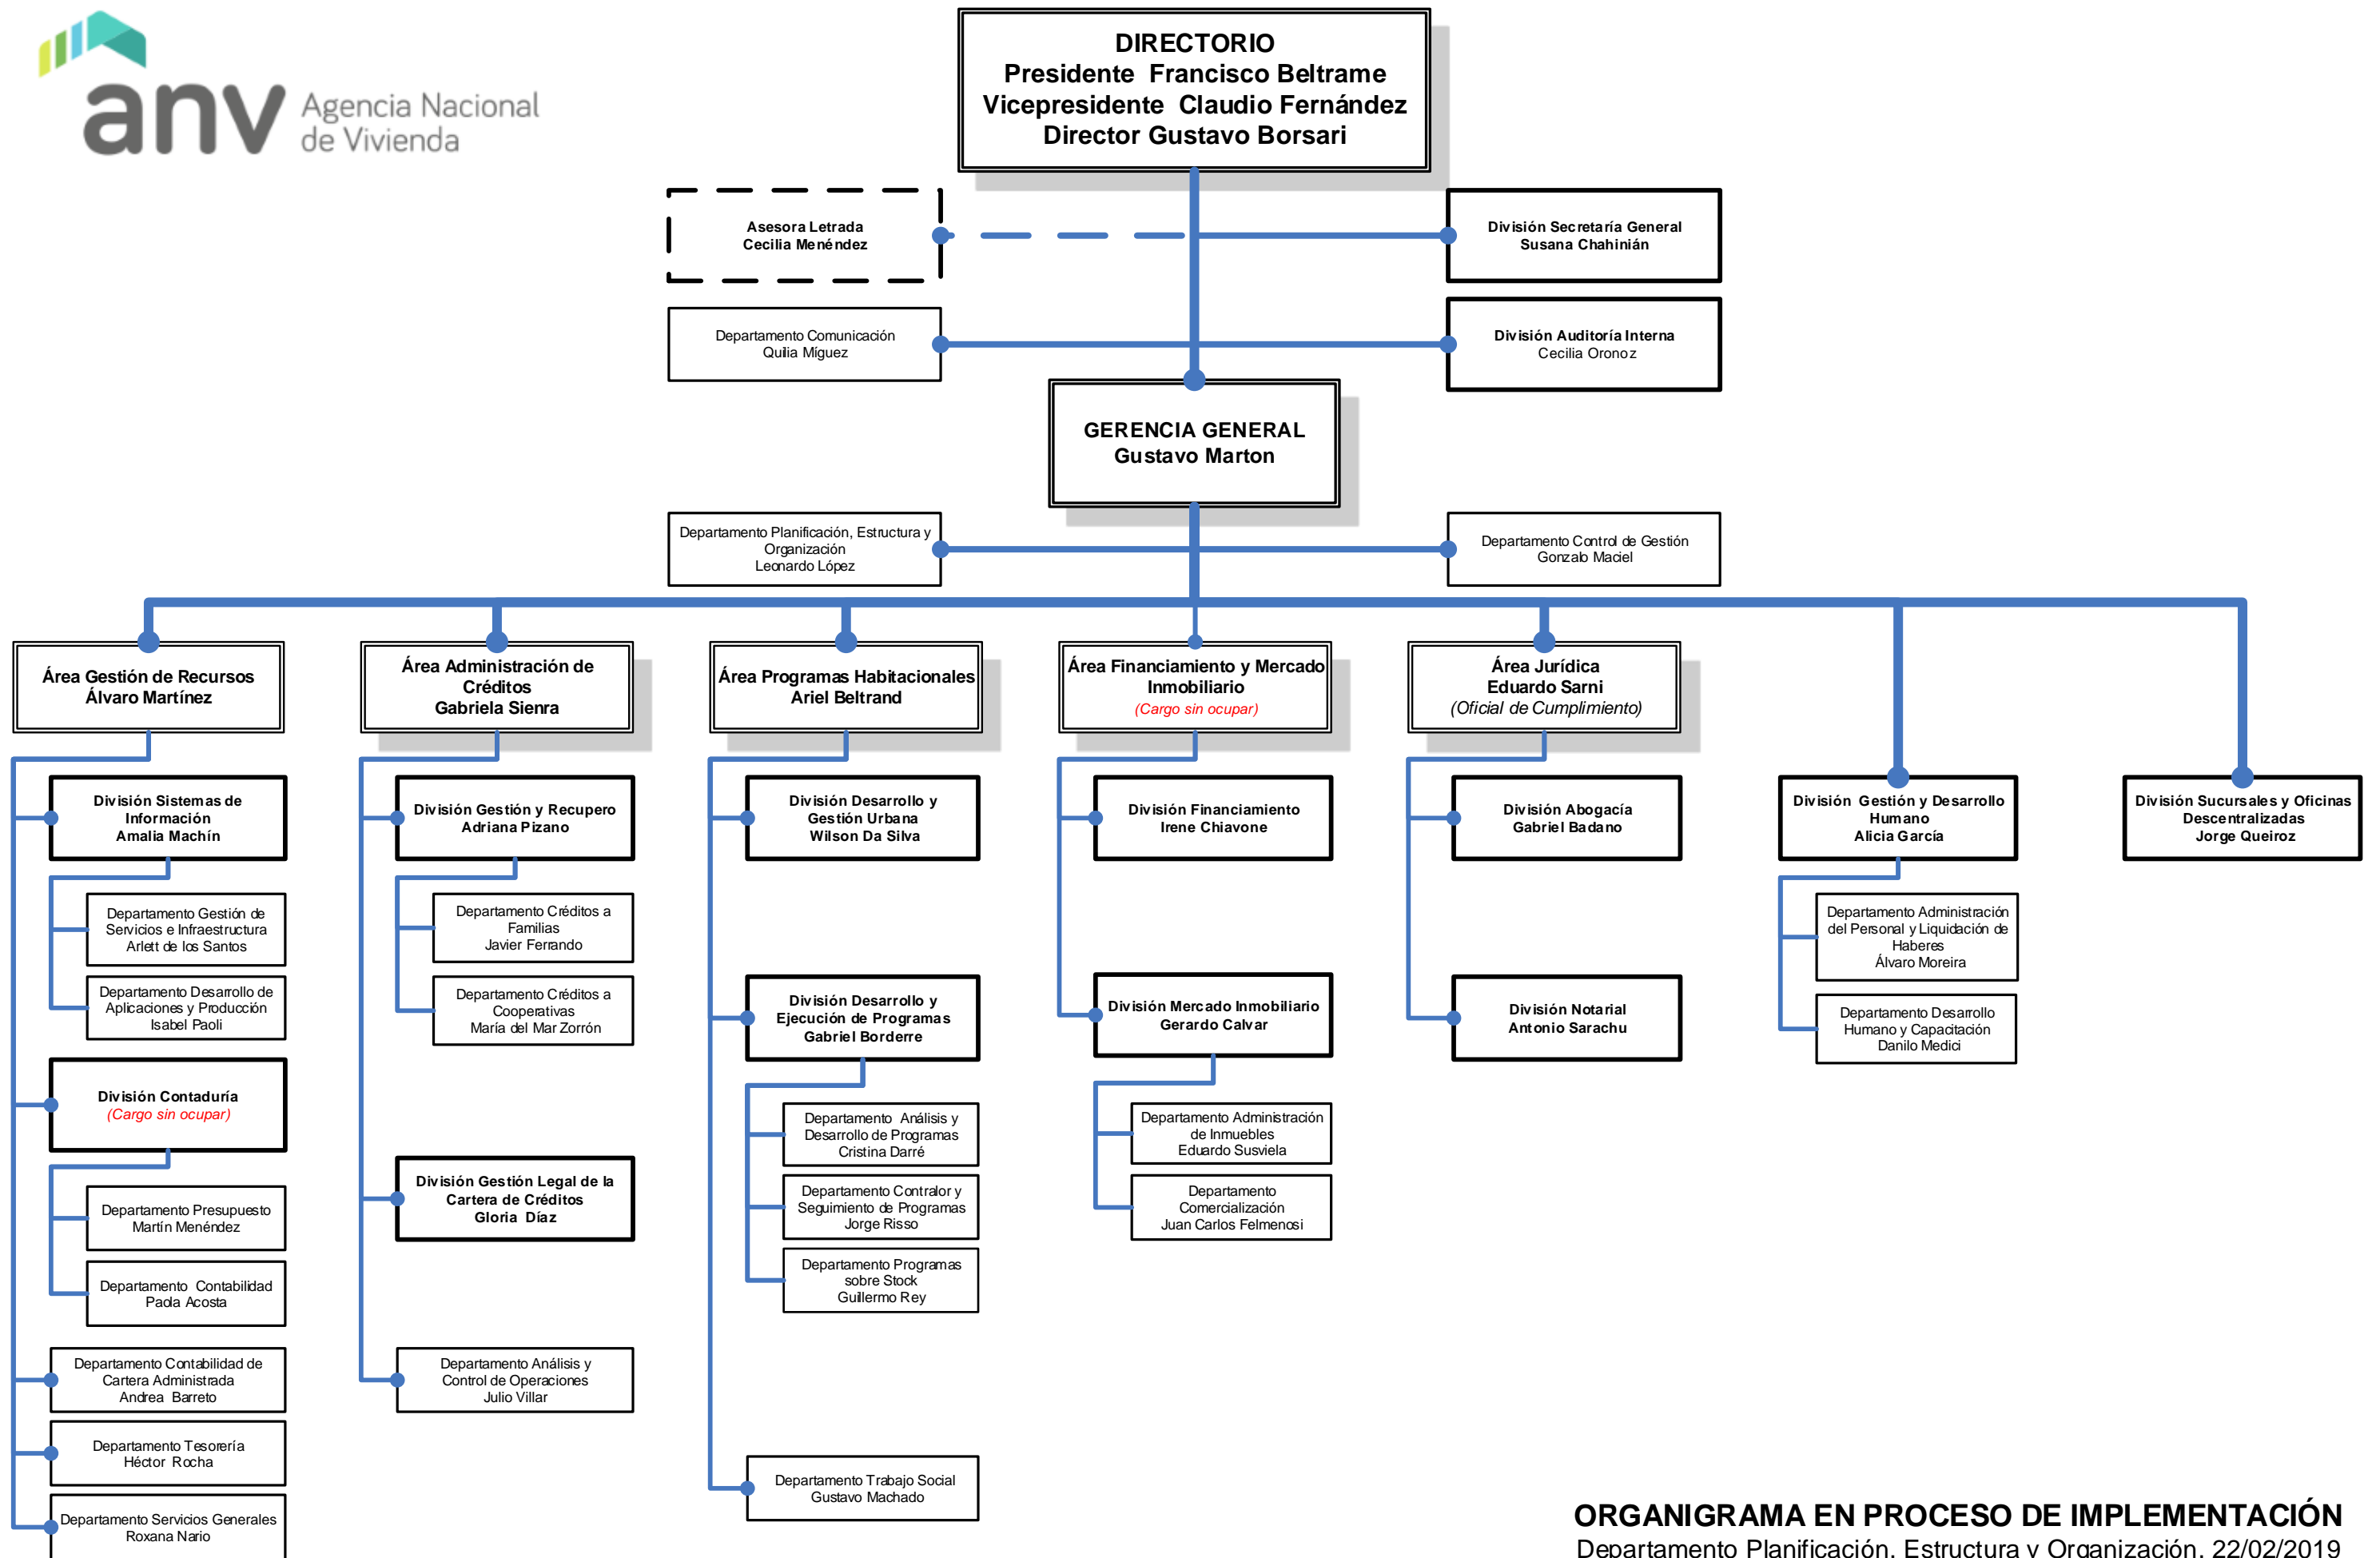 anv
Agencia Nacional
de Vivienda
DIRECTORIO
Presidente Francisco Beltrame
Vicepresidente Claudio Fernández
Director Gustavo Borsari
Asesora Letrada
Cecilia Menéndez
División Secretaría General
Susana Chahinián
Departamento Comunicación
Quilia Míguez
División Auditoría Interna
Cecilia Oronoz
GERENCIA GENERAL
Gustavo Marton
Departamento Planificación, Estructura y
Organización
Leonardo López
Departamento Control de Gestión
Gonzalo Maciel
Área Gestión de Recursos
Álvaro Martínez
Área Administración de
Créditos
Gabriela Sienra
Área Programas Habitacionales
Ariel Beltrand
Área Financiamiento y Mercado
Inmobiliario
(Cargo sin ocupar)
Área Jurídica
Eduardo Sarni
(Oficial de Cumplimiento)
División Sistemas de
Información
Amalia Machín
División Gestión y Recupero
Adriana Pizano
División Desarrollo y
Gestión Urbana
Wilson Da Silva
División Financiamiento
Irene Chiavone
División Abogacía
Gabriel Badano
División Gestión y Desarrollo
Humano
Alicia García
División Sucursales y Oficinas
Descentralizadas
Jorge Queiroz
Departamento Gestión de
Servicios e Infraestructura
Arlett de los Santos
Departamento Créditos a
Familias
Javier Ferrando
Departamento Administración
del Personal y Liquidación de
Haberes
Álvaro Moreira
Departamento Desarrollo de
Aplicaciones y Producción
Isabel Paoli
Departamento Créditos a
Cooperativas
María del Mar Zorrón
División Desarrollo y
Ejecución de Programas
Gabriel Borderre
División Mercado Inmobiliario
Gerardo Calvar
División Notarial
Antonio Sarachu
Departamento Desarrollo
Humano y Capacitación
Danilo Medici
División Contaduría
(Cargo sin ocupar)
Departamento Análisis y
Desarrollo de Programas
Cristina Darré
Departamento Administración
de Inmuebles
Eduardo Susviela
División Gestión Legal de la
Cartera de Créditos
Gloria Díaz
Departamento Contralor y
Seguimiento de Programas
Jorge Risso
Departamento
Comercialización
Juan Carlos Felmenosi
Departamento Presupuesto
Martín Menéndez
Departamento Programas
sobre Stock
Guillermo Rey
Departamento Contabilidad
Paola Acosta
Departamento Contabilidad de
Cartera Administrada
Andrea Barreto
Departamento Análisis y
Control de Operaciones
Julio Villar
Departamento Tesorería
Héctor Rocha
Departamento Trabajo Social
Gustavo Machado
Departamento Servicios Generales
Roxana Nario
ORGANIGRAMA EN PROCESO DE IMPLEMENTACIÓN
Departamento Planificación, Estructura y Organización, 22/02/2019